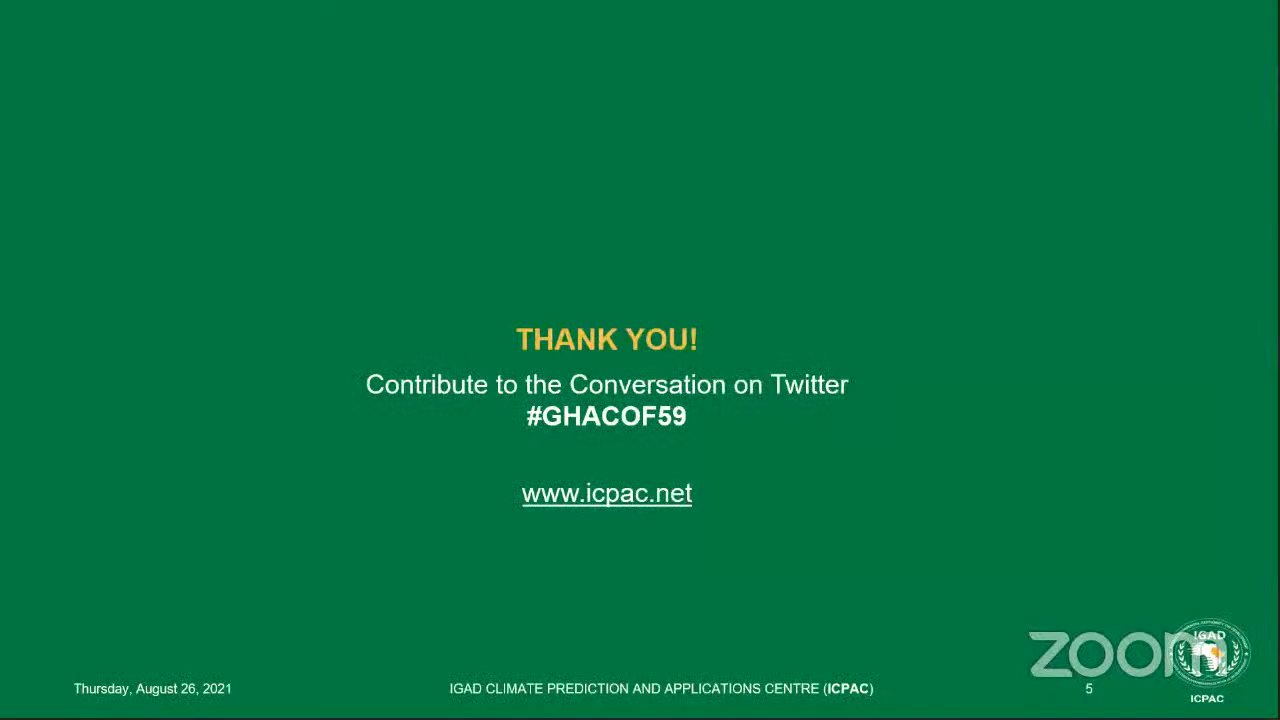 THANK YOU!
Contribute to the Conversation on Twitter
#GHACOF59
www.icpac.net
zoom
IGAD
ICPAC
Thursday, August 26, 2021
IGAD CLIMATE PREDICTION AND APPLICATIONS CENTRE (ICPAC)
5